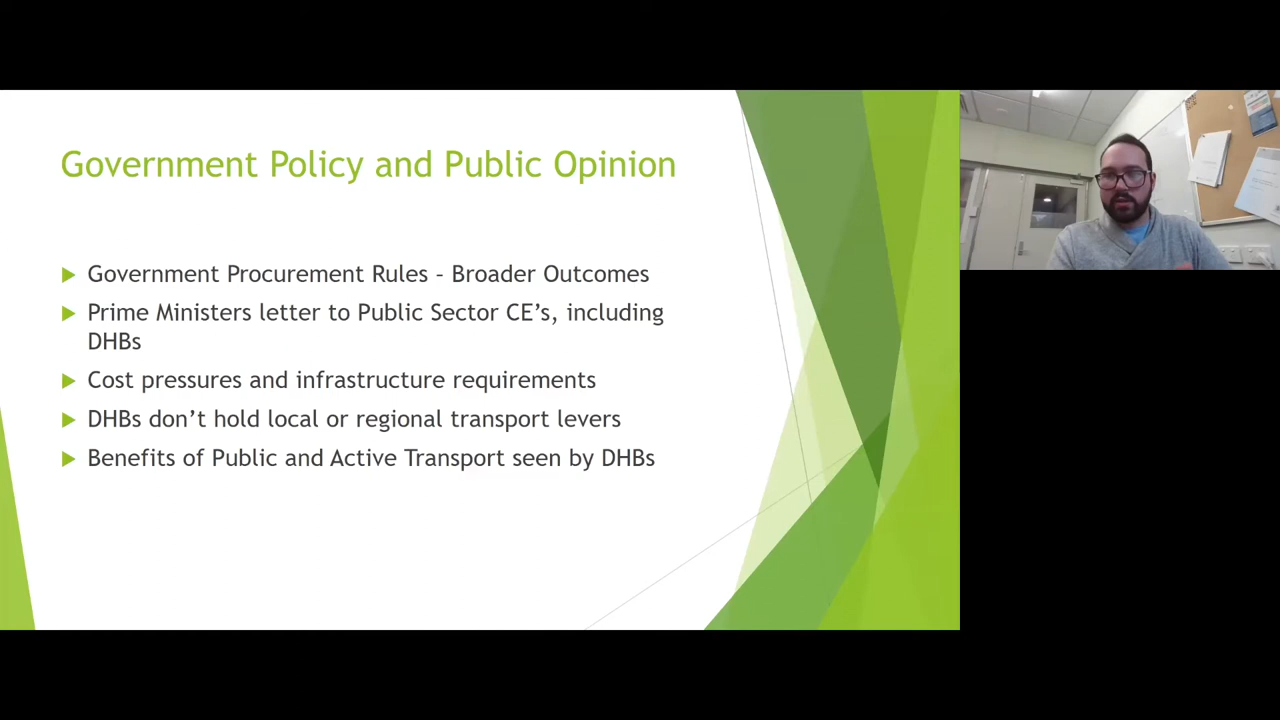 Government Policy and Public Opinion
Government Procurement Rules – Broader Outcomes
Prime Ministers letter to Public Sector CE's, including
DHBs
Cost pressures and infrastructure requirements
DHBs don't hold local or regional transport levers
Benefits of Public and Active Transport seen by DHBs